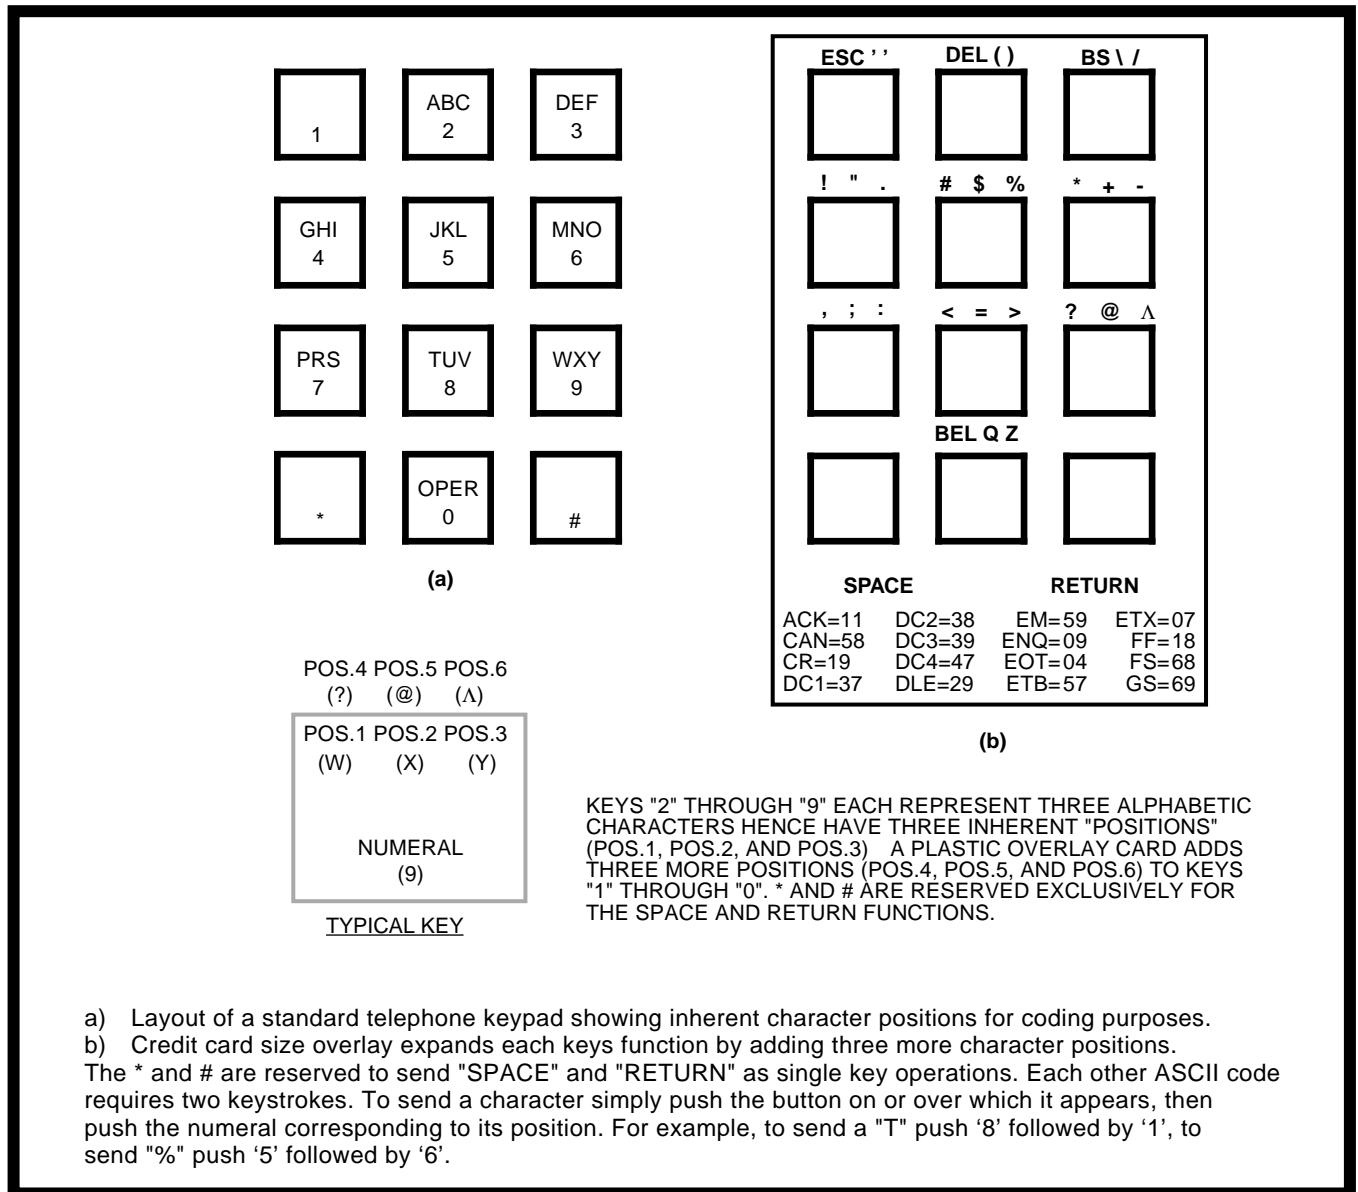 1
ABC
2
DEF
3
GHI
4
JKL
5
MNO
6
PRS
7
TUV
8
WXY
9
*
OPER
0
#
(a)
ESC ' '
DEL ( )
BS \ /
! " .
# $ %
* + -
, ; :
< = >
? @ Λ
BEL Q Z
SPACE
RETURN
ACK=11 DC2=38 EM=59 ETX=07
CAN=58 DC3=39 ENQ=09 FF=18
CR=19 DC4=47 EOT=04 FS=68
DC1=37 DLE=29 ETB=57 GS=69
(b)
POS.4 POS.5 POS.6
(?) (@) (Λ)
POS.1 POS.2 POS.3
(W) (X) (Y)
NUMERAL
(9)
TYPICAL KEY
KEYS "2" THROUGH "9" EACH REPRESENT THREE ALPHABETIC
CHARACTERS HENCE HAVE THREE INHERENT "POSITIONS"
(POS.1, POS.2, AND POS.3) A PLASTIC OVERLAY CARD ADDS
THREE MORE POSITIONS (POS.4, POS.5, AND POS.6) TO KEYS
"1" THROUGH "0". * AND # ARE RESERVED EXCLUSIVELY FOR
THE SPACE AND RETURN FUNCTIONS.
a) Layout of a standard telephone keypad showing inherent character positions for coding purposes.
b) Credit card size overlay expands each keys function by adding three more character positions.
The * and # are reserved to send "SPACE" and "RETURN" as single key operations. Each other ASCII code
requires two keystrokes. To send a character simply push the button on or over which it appears, then
push the numeral corresponding to its position. For example, to send a "T" push ‘8’ followed by ‘1’, to
send "%" push ‘5’ followed by ‘6’.